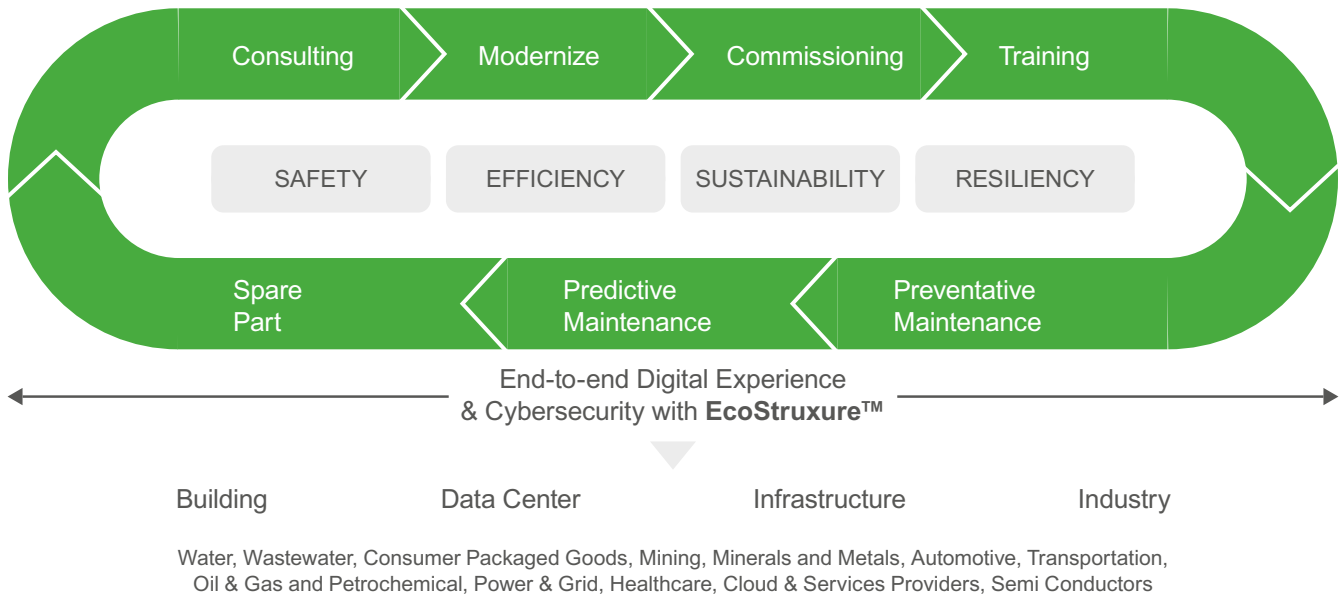 Consulting
Modernize
Commissioning
Training
SAFETY
EFFICIENCY
SUSTAINABILITY
RESILIENCY
Spare
Part
Predictive
Maintenance
Preventative
Maintenance
End-to-end Digital Experience
& Cybersecurity with EcoStruxure™
Building
Data Center
Infrastructure
Industry
Water, Wastewater, Consumer Packaged Goods, Mining, Minerals and Metals, Automotive, Transportation,
Oil & Gas and Petrochemical, Power & Grid, Healthcare, Cloud & Services Providers, Semi Conductors